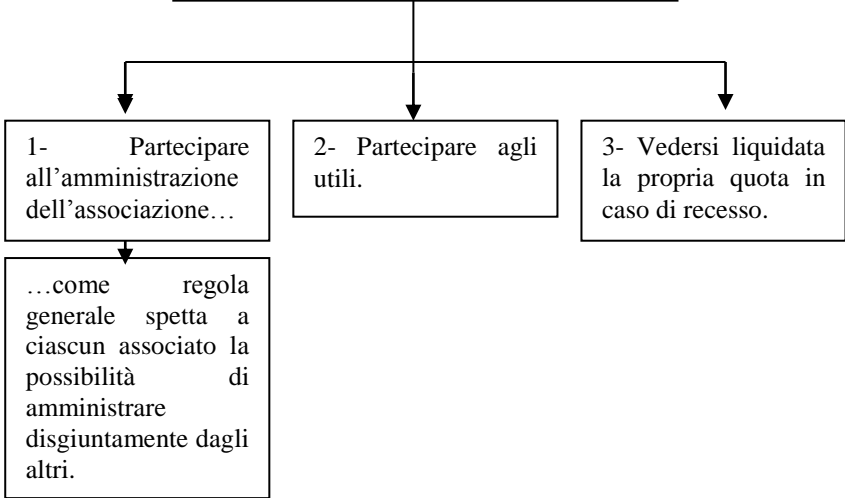 1- Partecipare
all’amministrazione
dell’associazione…
…come regola
generale spetta a
ciascun associato la
possibilità di
amministrare
disgiuntamente dagli
altri.
2- Partecipare agli
utili.
3- Vedersi liquidata
la propria quota in
caso di recesso.